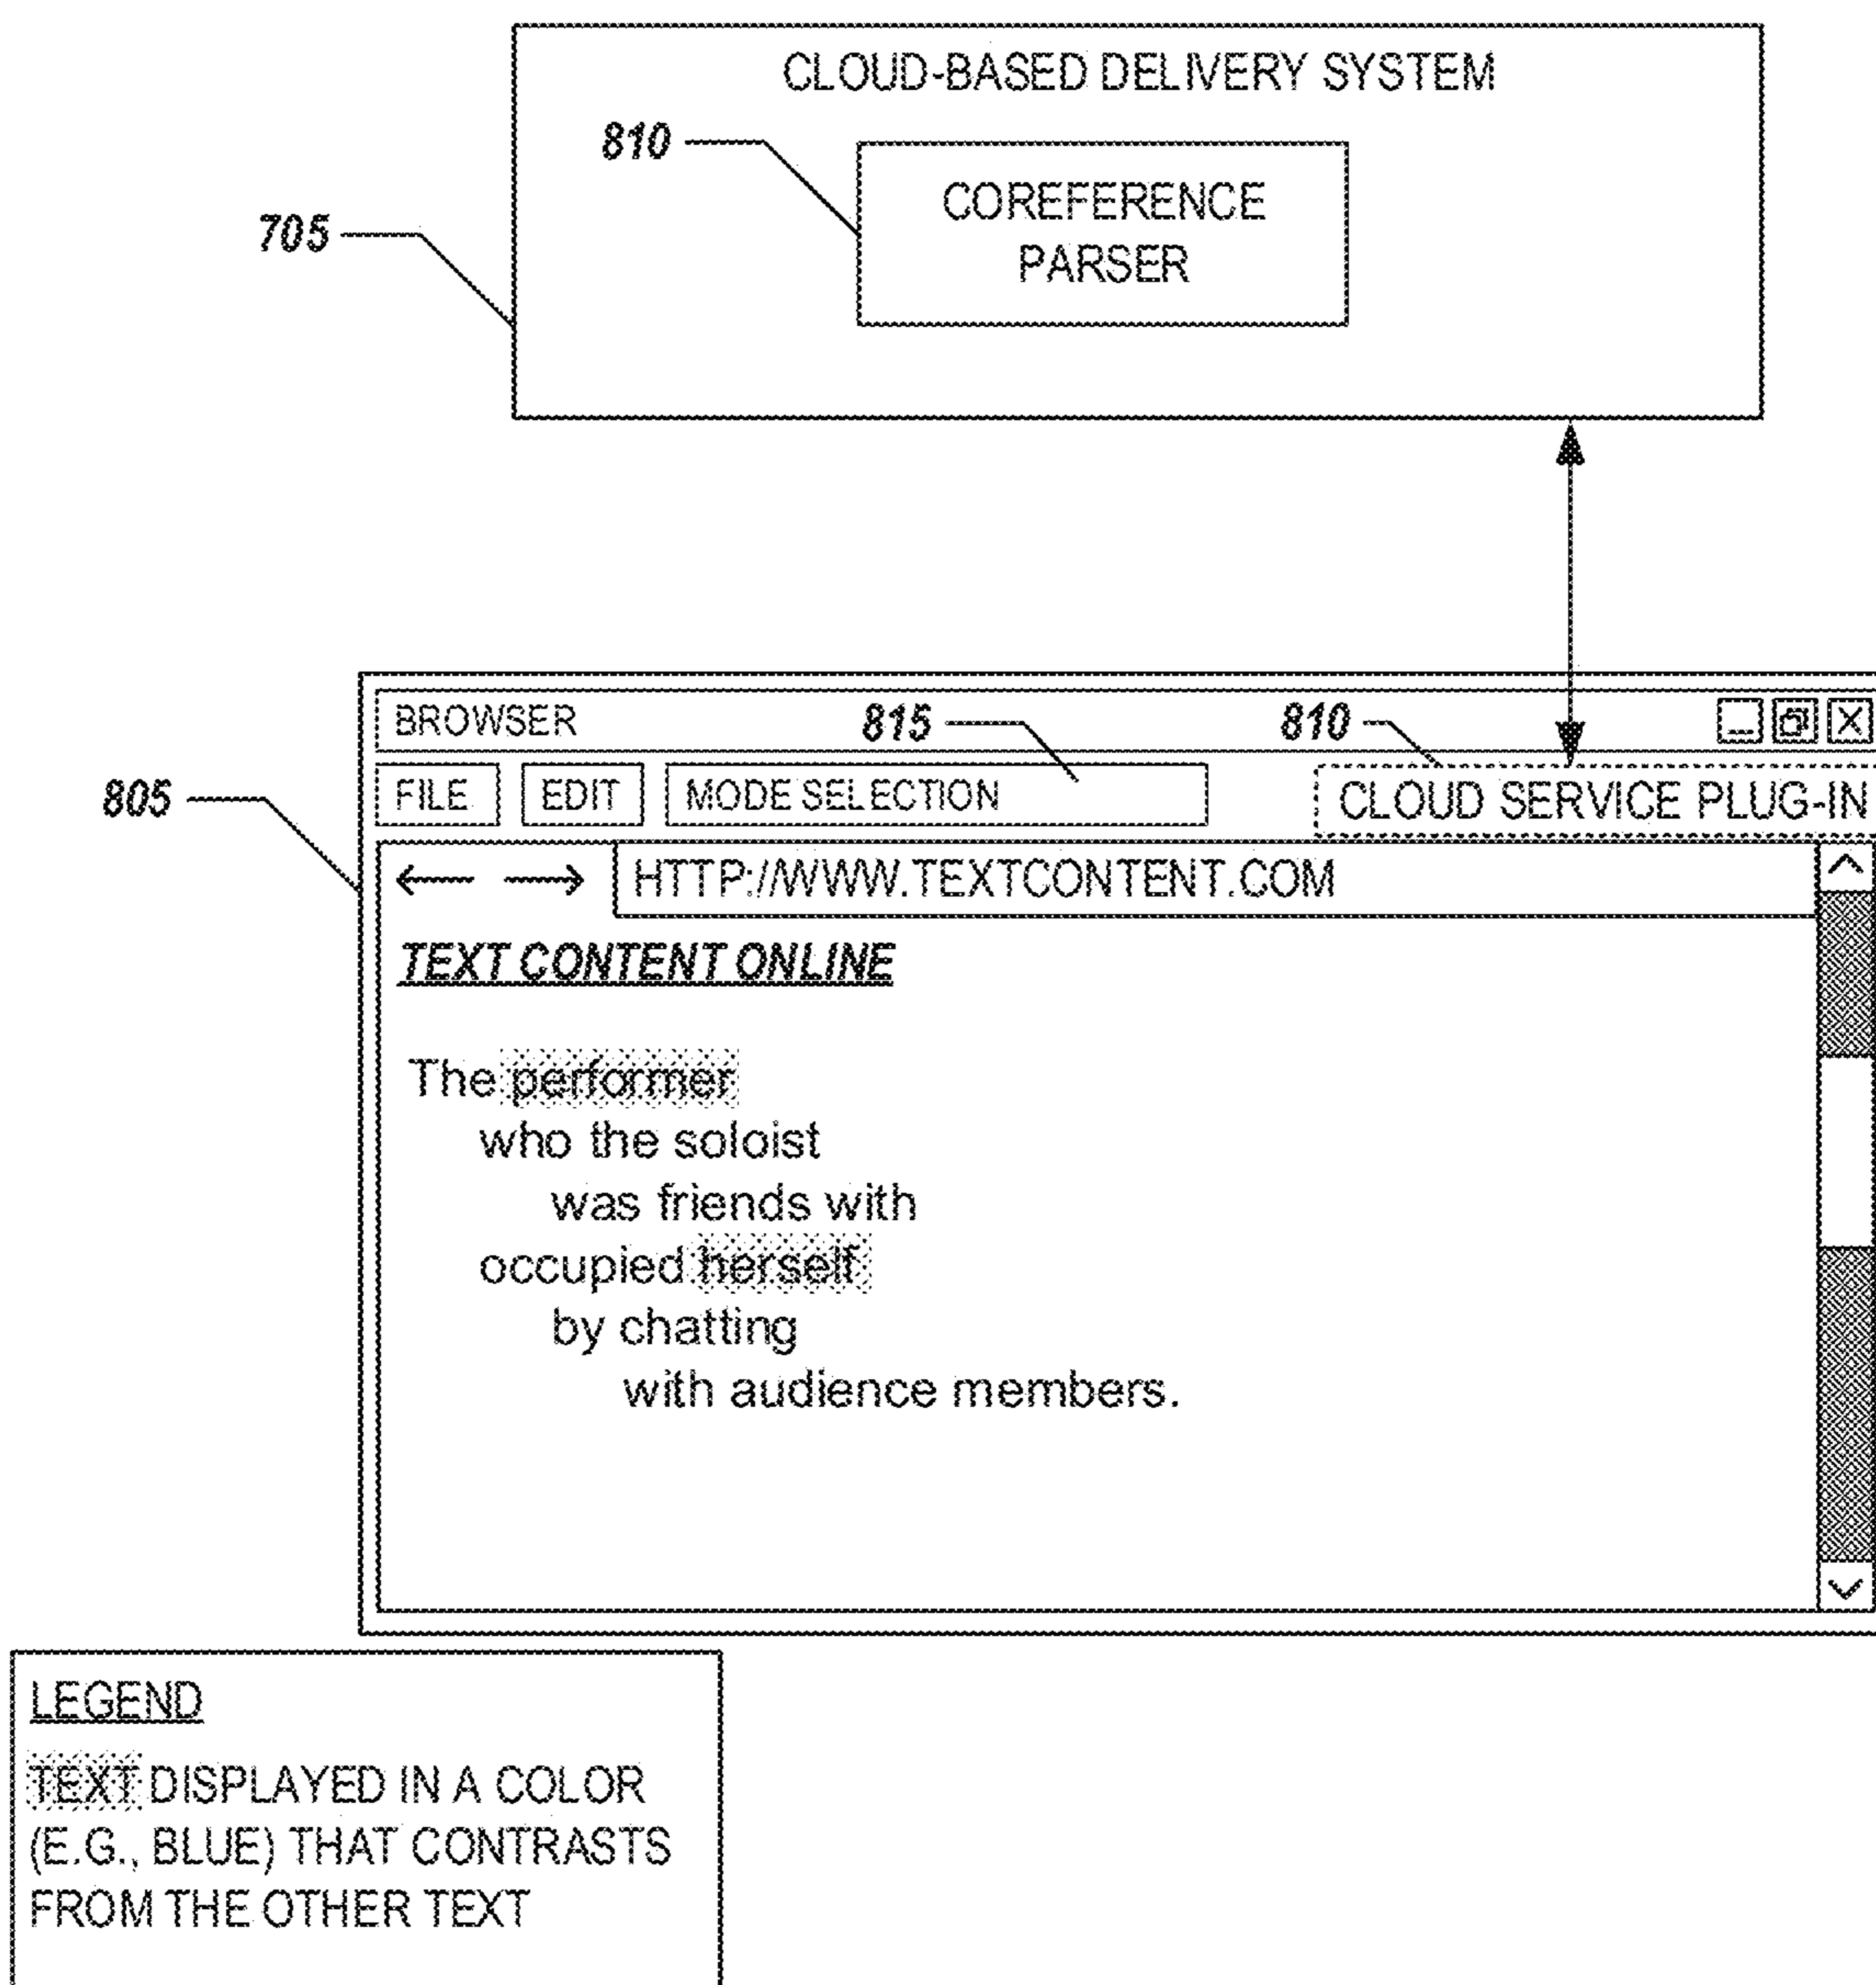 CLOUD-BASED DELIVERY SYSTEM
810
COREFERENCE
PARSER
705
BROWSER
815
810
805
FILE
EDIT
MODE SELECTION
CLOUD SERVICE PLUG-IN
HTTP://WWW.TEXTCONTENT.COM
TEXT CONTENT ONLINE
The performer
who the soloist
was friends with
occupied herself
by chatting
with audience members.
LEGEND
TEXT DISPLAYED IN A COLOR
(E.G., BLUE) THAT CONTRASTS
FROM THE OTHER TEXT